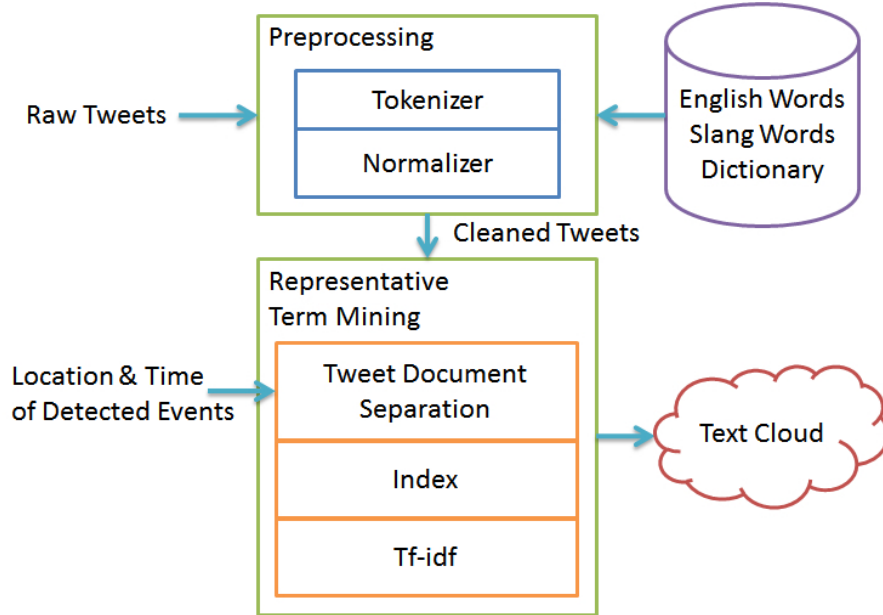 Preprocessing
Tokenizer
Normalizer
Raw Tweets
English Words
Slang Words
Dictionary
Cleaned Tweets
Representative
Term Mining
Location & Time
of Detected Events
Tweet Document
Separation
Index
Tf-idf
Text Cloud